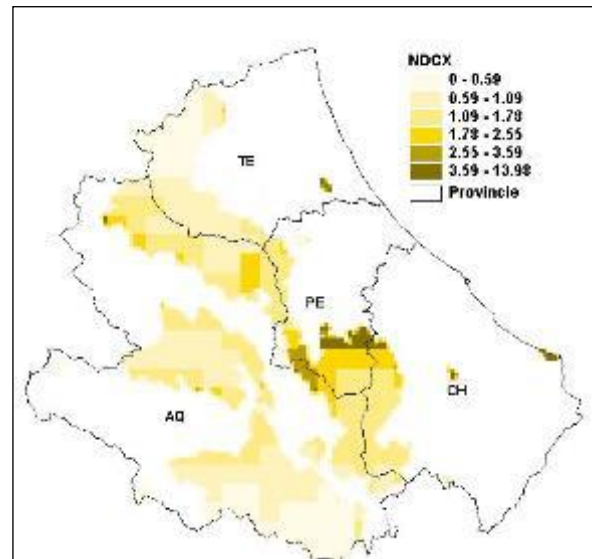 NDCX
0 - 0.59
0.59 - 1.09
1.09 - 1.78
1.78 - 2.55
2.55 - 3.59
3.59 - 13.98
Provincie
TE
PE
CH
AQ